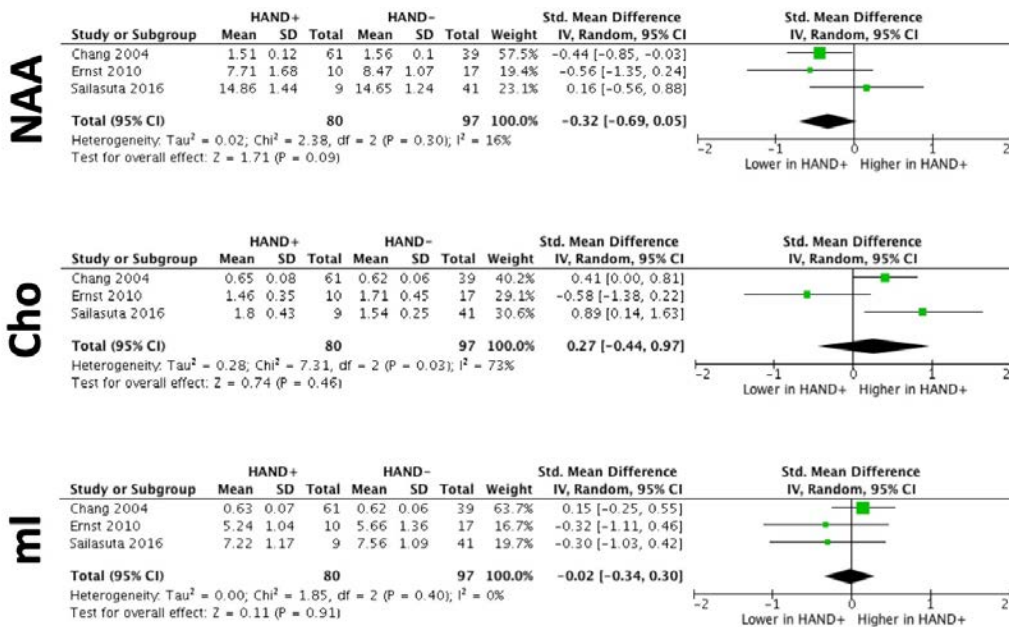 NAA
HAND+ HAND− Std. Mean Difference Std. Mean Difference
Study or Subgroup Mean SD Total Mean SD Total Weight IV, Random, 95% CI IV, Random, 95% CI
Chang 2004 1.51 0.12 61 1.56 0.1 39 57.5% −0.44 [−0.85, −0.03]
Ernst 2010 7.71 1.68 10 8.47 1.07 17 19.4% −0.56 [−1.35, 0.24]
Sailasuta 2016 14.86 1.44 9 14.65 1.24 41 23.1% 0.16 [−0.56, 0.88]
Total (95% CI) 80 97 100.0% −0.32 [−0.69, 0.05]
Heterogeneity: Tau² = 0.02; Chi² = 2.38, df = 2 (P = 0.30); I² = 16%
Test for overall effect: Z = 1.71 (P = 0.09)
−2 −1 0 1 2
Lower in HAND+ Higher in HAND+
Cho
HAND+ HAND− Std. Mean Difference Std. Mean Difference
Study or Subgroup Mean SD Total Mean SD Total Weight IV, Random, 95% CI IV, Random, 95% CI
Chang 2004 0.65 0.08 61 0.62 0.06 39 40.2% 0.41 [0.00, 0.81]
Ernst 2010 1.46 0.35 10 1.71 0.45 17 29.1% −0.58 [−1.38, 0.22]
Sailasuta 2016 1.8 0.43 9 1.54 0.25 41 30.6% 0.89 [0.14, 1.63]
Total (95% CI) 80 97 100.0% 0.27 [−0.44, 0.97]
Heterogeneity: Tau² = 0.28; Chi² = 7.31, df = 2 (P = 0.03); I² = 73%
Test for overall effect: Z = 0.74 (P = 0.46)
−2 −1 0 1 2
Lower in HAND+ Higher in HAND+
mI
HAND+ HAND− Std. Mean Difference Std. Mean Difference
Study or Subgroup Mean SD Total Mean SD Total Weight IV, Random, 95% CI IV, Random, 95% CI
Chang 2004 0.63 0.07 61 0.62 0.06 39 63.7% 0.15 [−0.25, 0.55]
Ernst 2010 5.24 1.04 10 5.66 1.36 17 16.7% −0.32 [−1.11, 0.46]
Sailasuta 2016 7.22 1.17 9 7.56 1.09 41 19.7% −0.30 [−1.03, 0.42]
Total (95% CI) 80 97 100.0% −0.02 [−0.34, 0.30]
Heterogeneity: Tau² = 0.00; Chi² = 1.85, df = 2 (P = 0.40); I² = 0%
Test for overall effect: Z = 0.11 (P = 0.91)
−2 −1 0 1 2
Lower in HAND+ Higher in HAND+